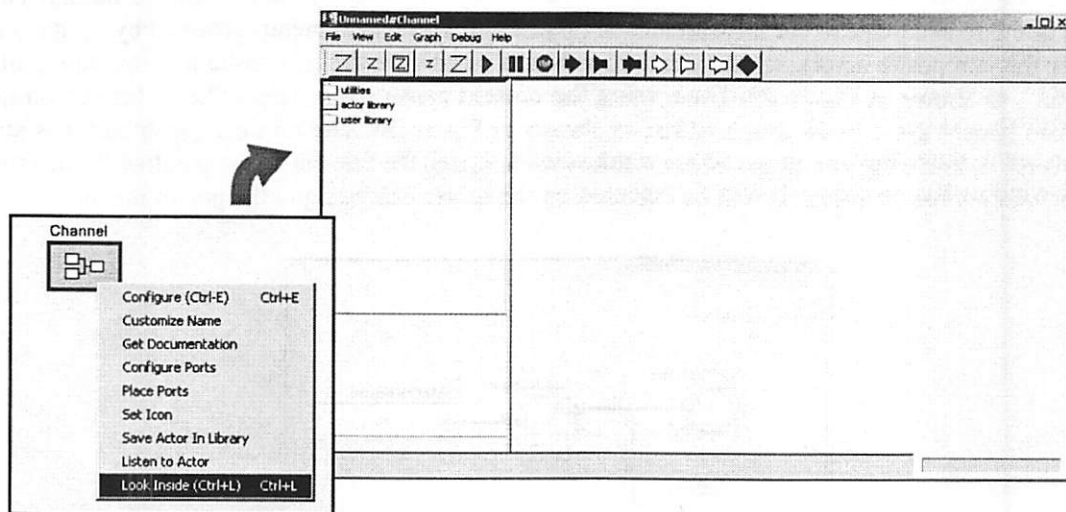 Unnamed#Channel
File View Edit Graph Debug Help
utilities
actor library
user library
Channel
Configure (Ctrl-E) Ctrl+E
Customize Name
Get Documentation
Configure Ports
Place Ports
Set Icon
Save Actor In Library
Listen to Actor
Look Inside (Ctrl+L) Ctrl+L